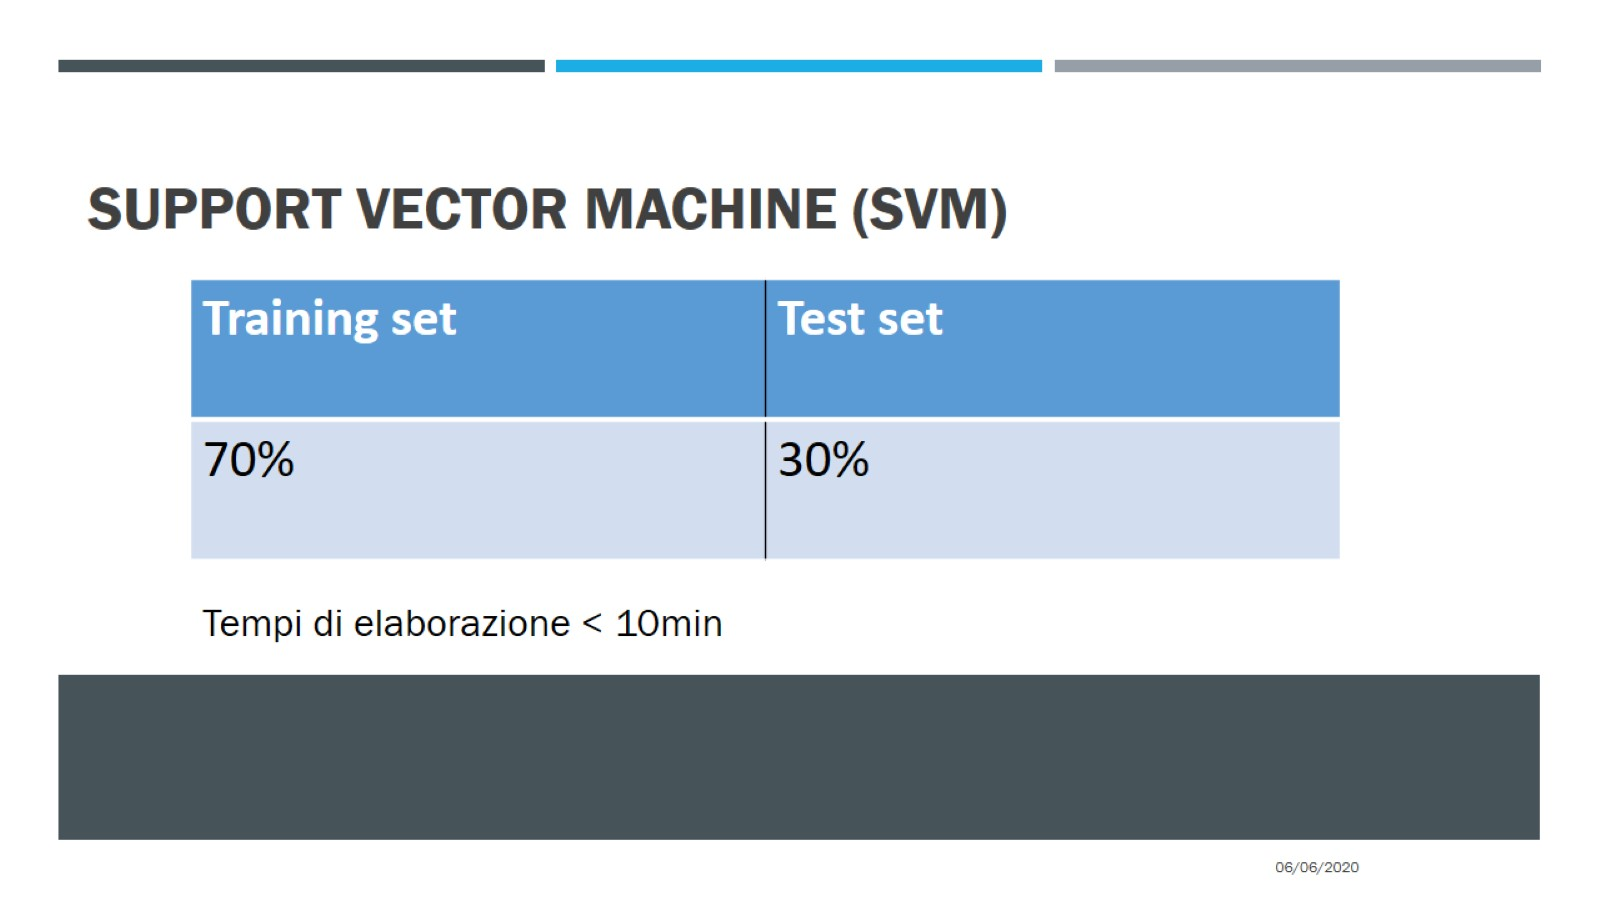 SUPPORT VECTOR MACHINE (SVM)
Training set
Test set
70%
30%
Tempi di elaborazione < 10min
06/06/2020